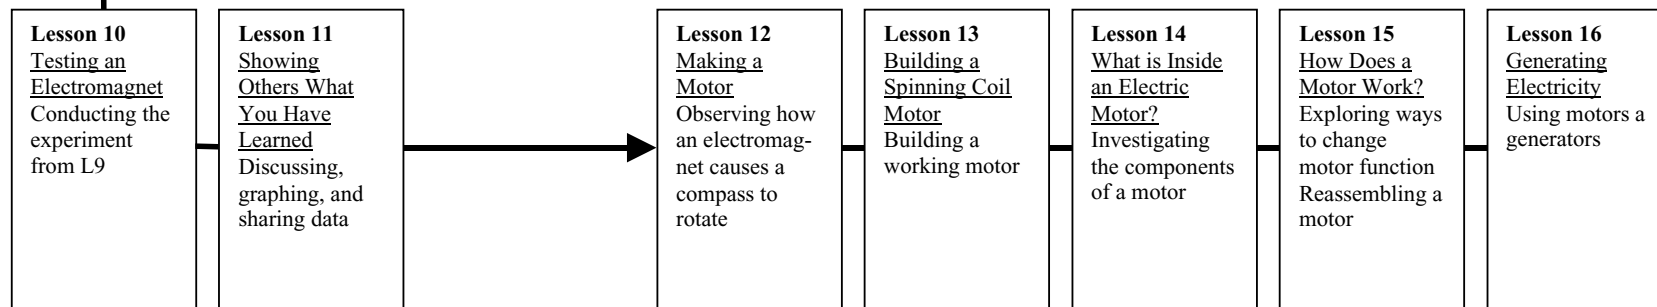 Lesson 10
Testing an
Electromagnet
Conducting the
experiment
from L9
Lesson 11
Showing
Others What
You Have
Learned
Discussing,
graphing, and
sharing data
Lesson 12
Making a
Motor
Observing how
an electromag-
net causes a
compass to
rotate
Lesson 13
Building a
Spinning Coil
Motor
Building a
working motor
Lesson 14
What is Inside
an Electric
Motor?
Investigating
the components
of a motor
Lesson 15
How Does a
Motor Work?
Exploring ways
to change
motor function
Reassembling a
motor
Lesson 16
Generating
Electricity
Using motors a
generators